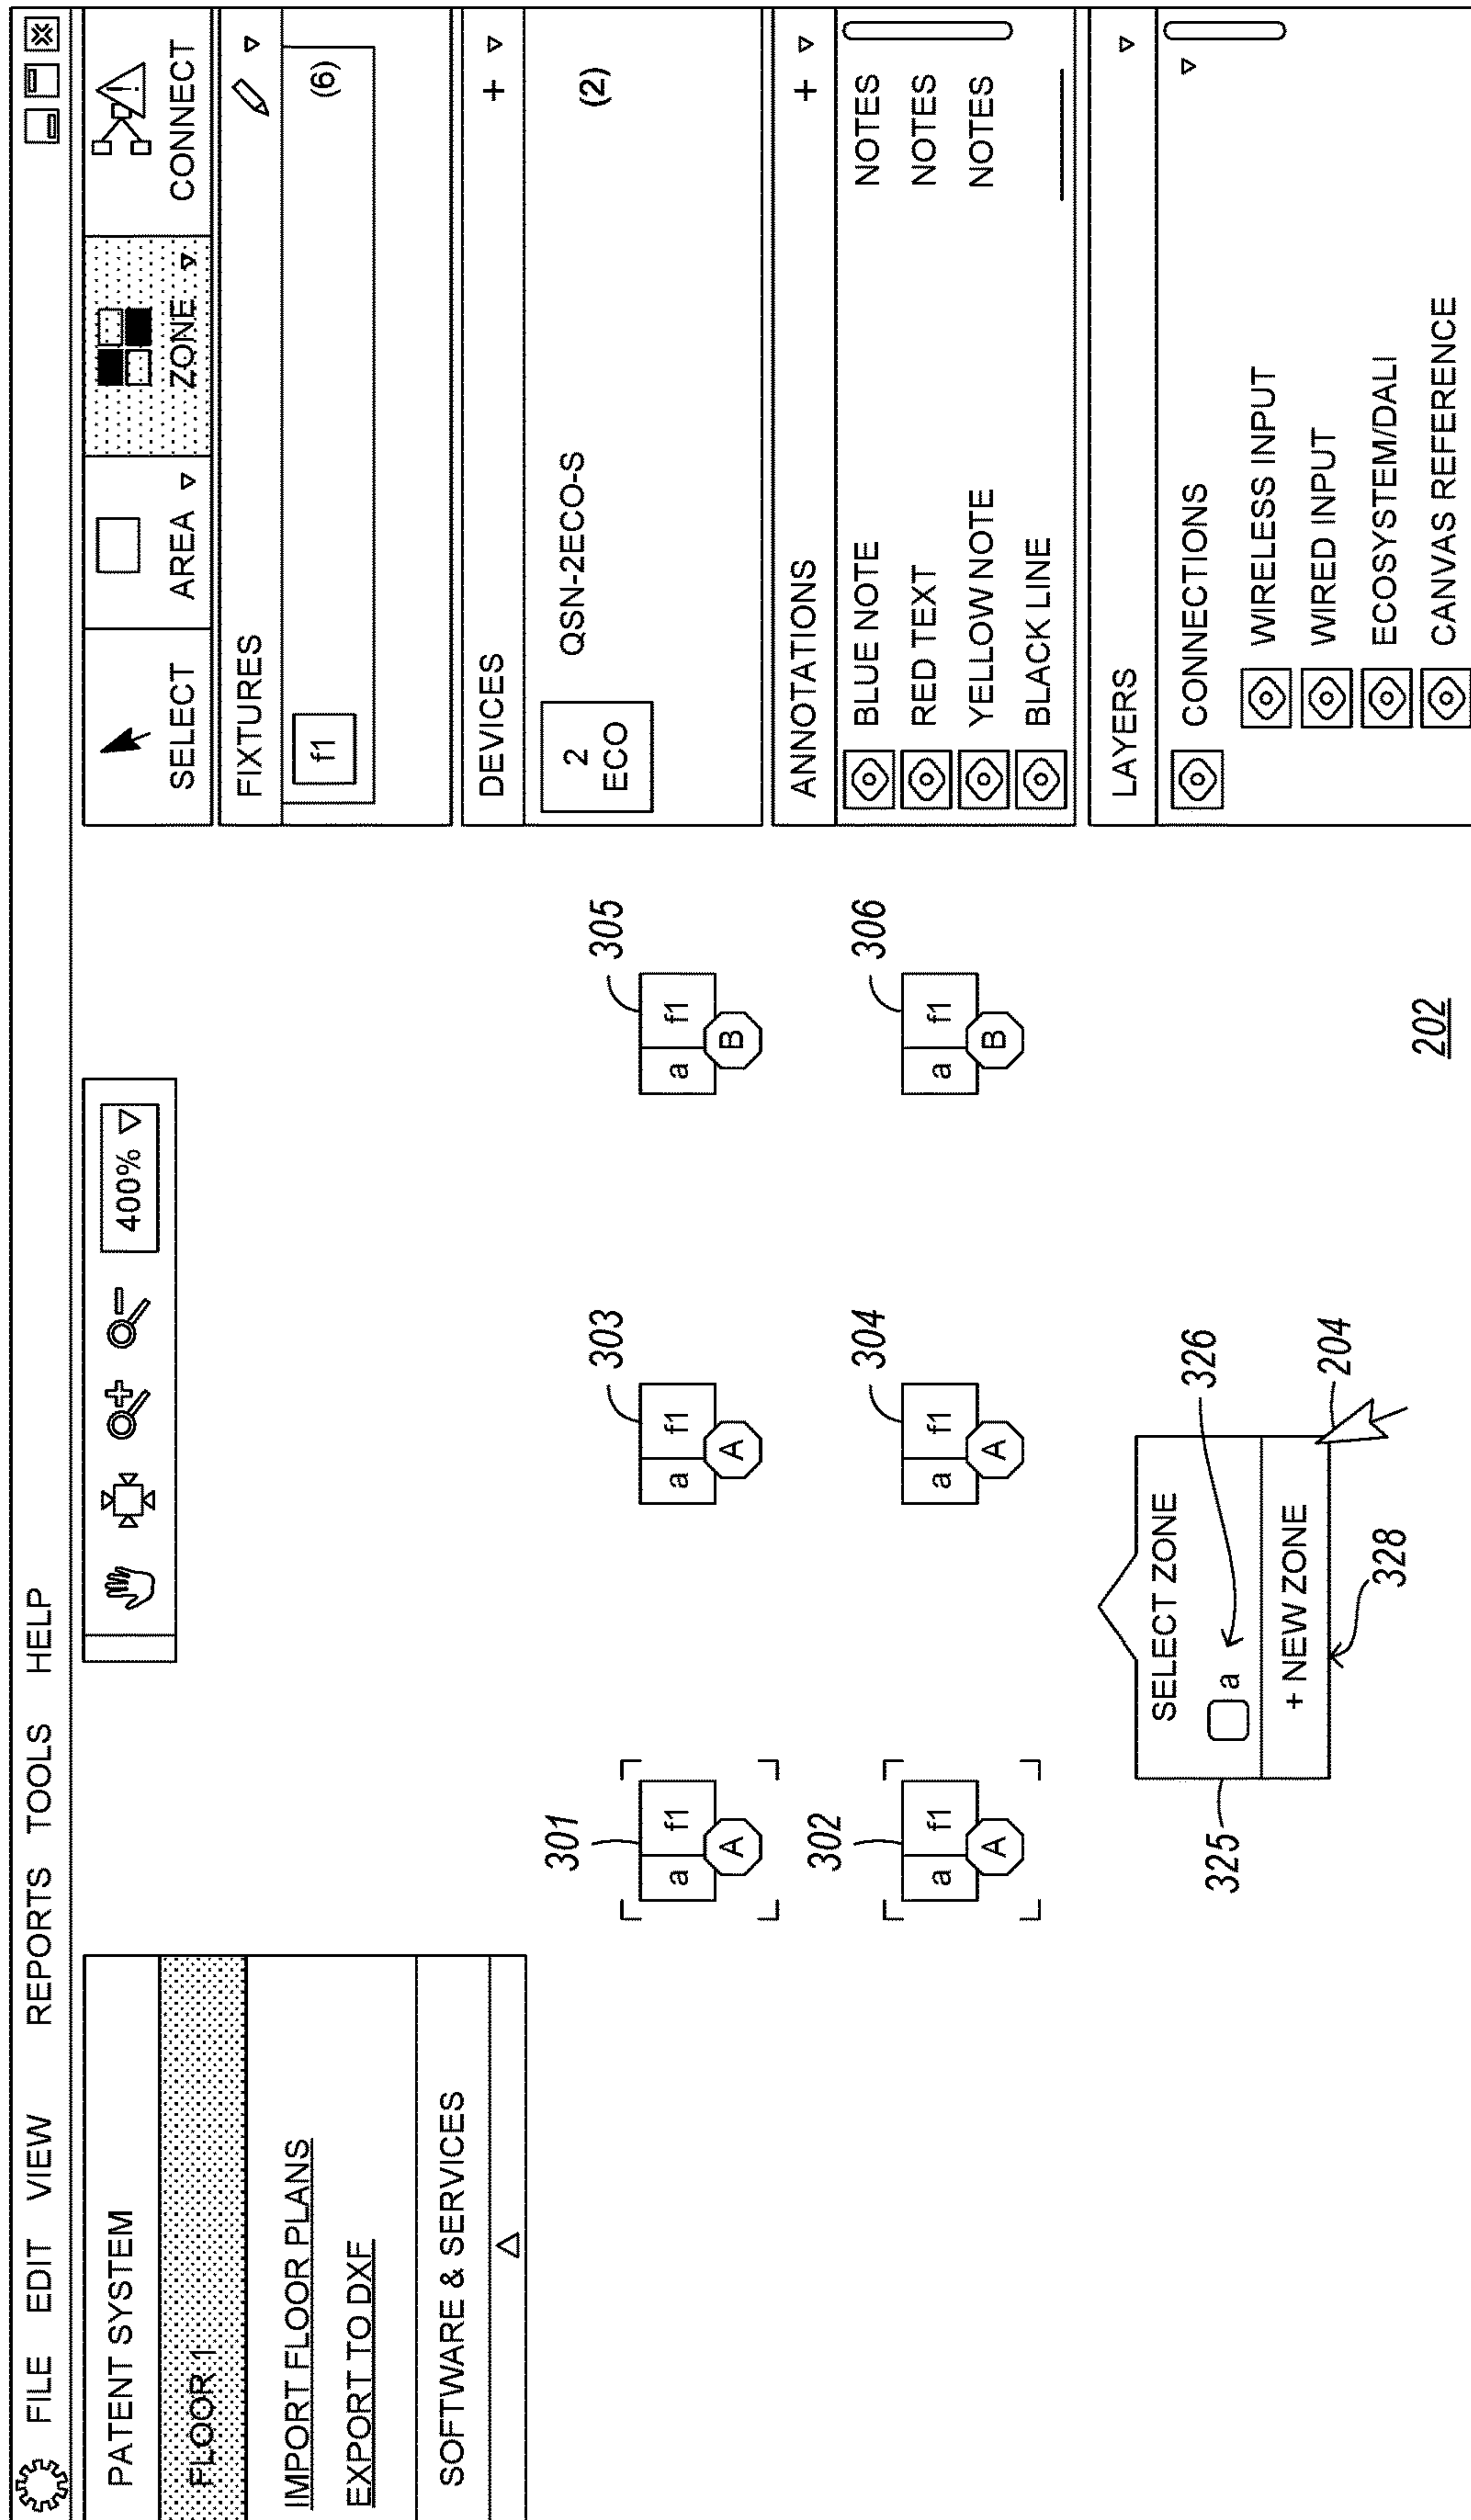 FILE EDIT VIEW REPORTS TOOLS HELP
PATENT SYSTEM
FLOOR 1
IMPORT FLOOR PLANS
EXPORT TO DXF
SOFTWARE & SERVICES
400%
SELECT AREA ZONE CONNECT
FIXTURES
f1 (6)
DEVICES +
2 ECO QSN-2ECO-S (2)
ANNOTATIONS +
BLUE NOTE NOTES
RED TEXT NOTES
YELLOW NOTE NOTES
BLACK LINE
LAYERS
CONNECTIONS
WIRELESS INPUT
WIRED INPUT
ECOSYSTEM/DALI
CANVAS REFERENCE
301 303 305
a f1 a f1 a f1
A A B
302 304 306
a f1 a f1 a f1
A A B
SELECT ZONE
325 a 326
+ NEW ZONE
204
328
202